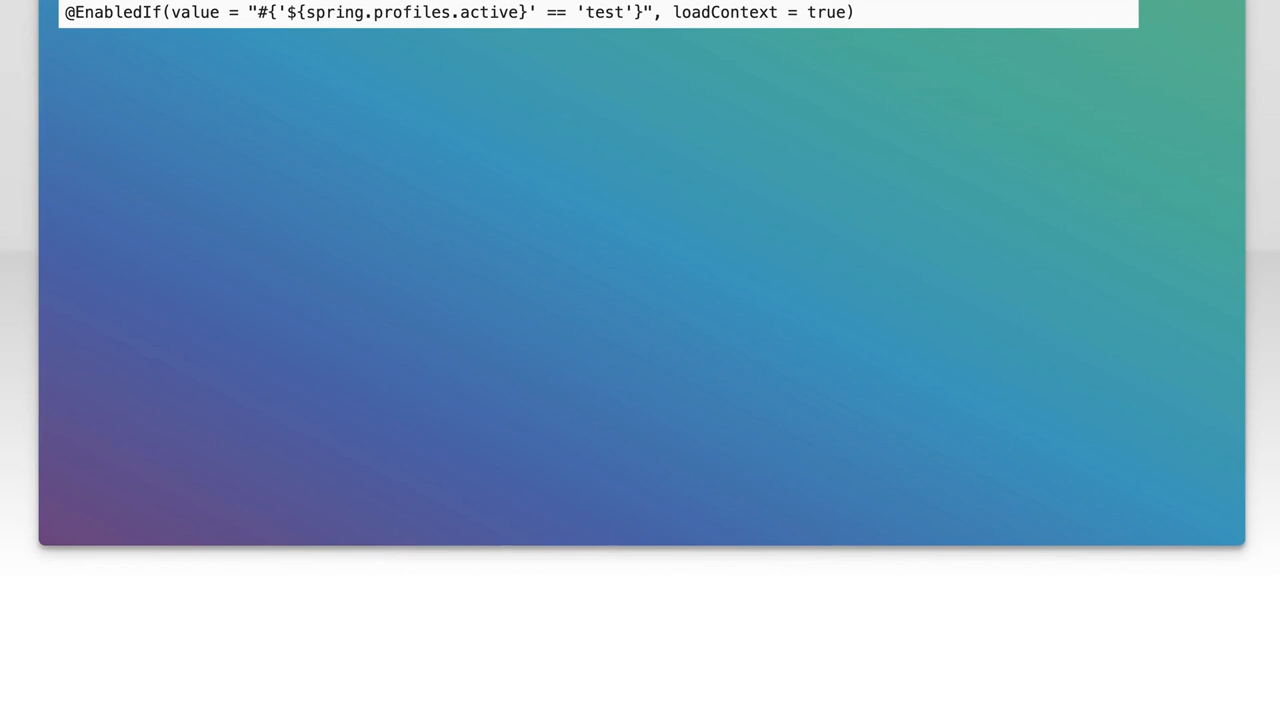 @EnabledIf(value = "#{'${spring.profiles.active}' == 'test'}", loadContext = true)